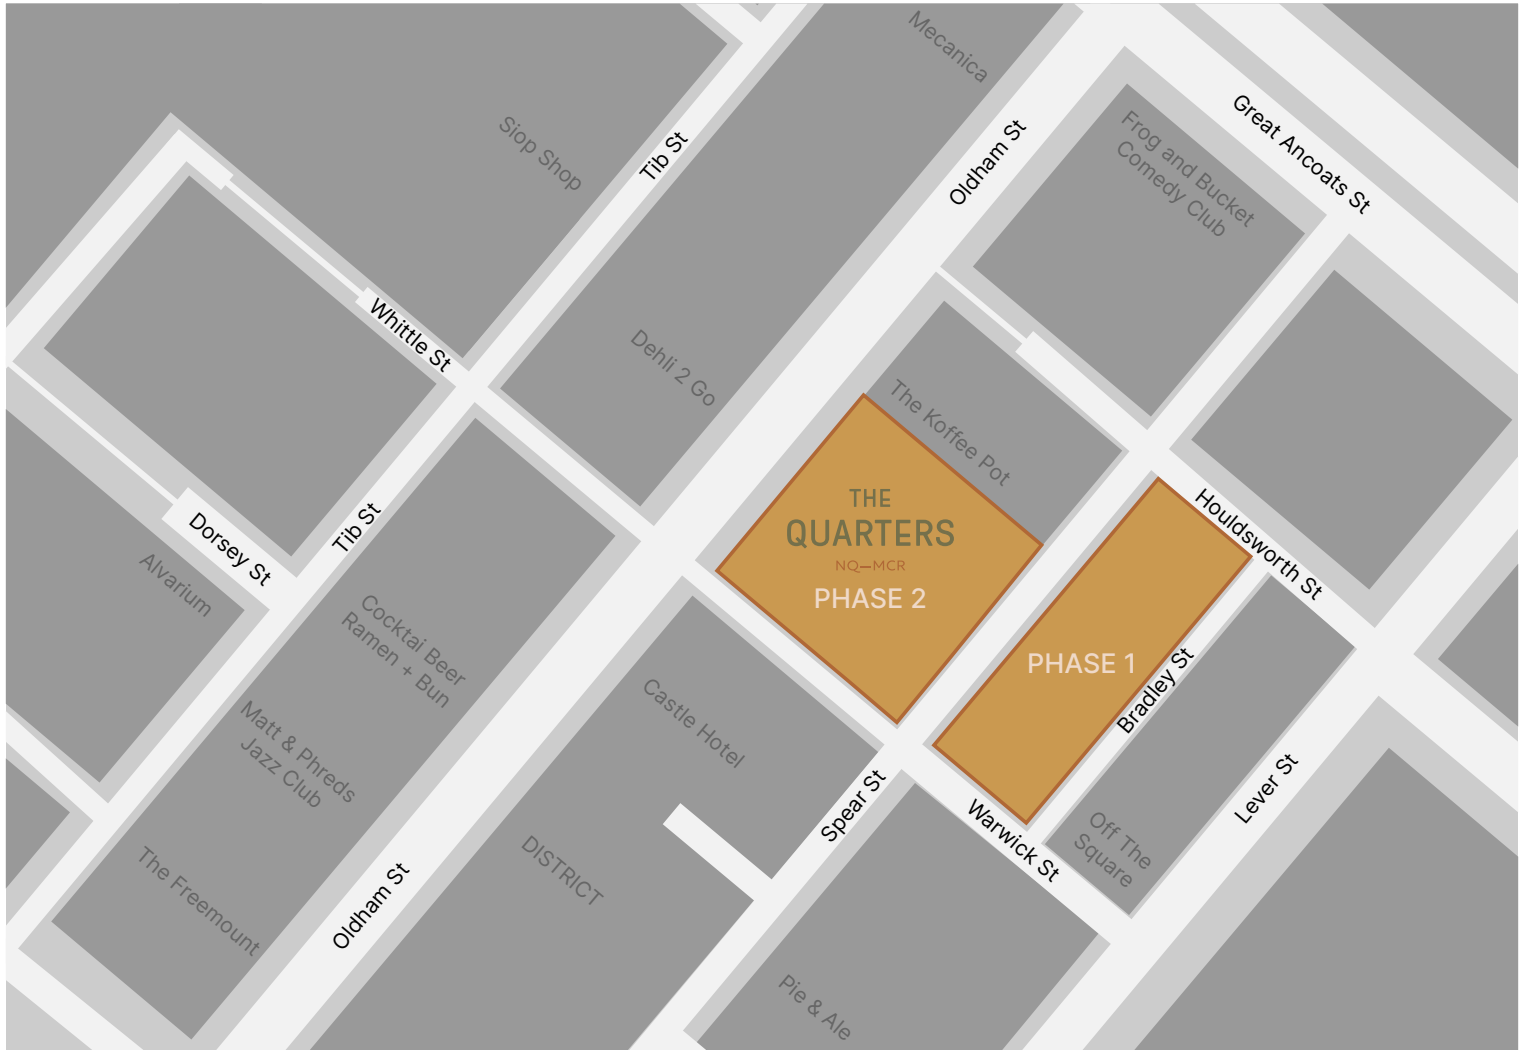 Mecanica
Great Ancoats St
Frog and Bucket
Comedy Club
Siop Shop
Tib St
Oldham St
Whittle St
Dehli 2 Go
The Koffee Pot
THE
QUARTERS
NQ—MCR
PHASE 2
Houldsworth St
Dorsey St
Tib St
Alvarium
Cocktai Beer
Ramen + Bun
PHASE 1
Bradley St
Castle Hotel
Matt & Phreds
Jazz Club
Spear St
Lever St
Warwick St
Off The
Square
DISTRICT
The Freemount
Oldham St
Pie & Ale